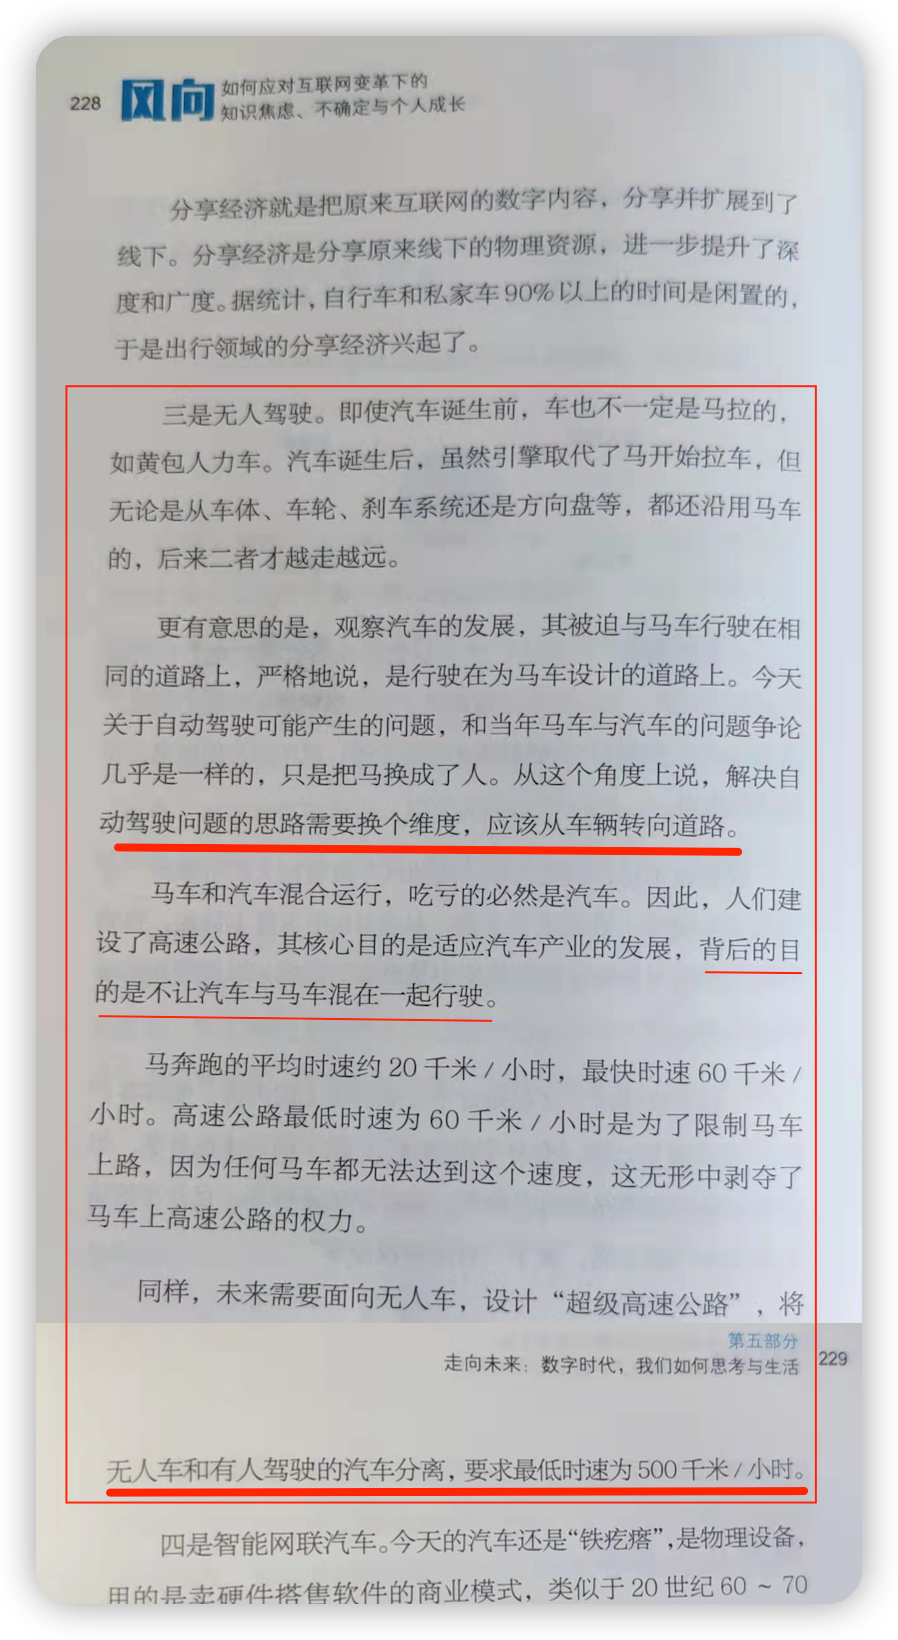 228
风向
如何应对互联网变革下的
知识焦虑、不确定与个人成长
分享经济就是把原来互联网的数字内容，分享并扩展到了
线下。分享经济是分享原来线下的物理资源，进一步提升了深
度和广度。据统计，自行车和私家车90%以上的时间是闲置的，
于是出行领域的分享经济兴起了。
三是无人驾驶。即使汽车诞生前，车也不一定是马拉的，
如黄包人力车。汽车诞生后，虽然引擎取代了马开始拉车，但
无论是从车体、车轮、刹车系统还是方向盘等，都还沿用马车
的，后来二者才越走越远。
更有意思的是，观察汽车的发展，其被迫与马车行驶在相
同的道路上，严格地说，是行驶在为马车设计的道路上。今天
关于自动驾驶可能产生的问题，和当年马车与汽车的问题争论
几乎是一样的，只是把马换成了人。从这个角度上说，解决自
动驾驶问题的思路需要换个维度，应该从车辆转向道路。
马车和汽车混合运行，吃亏的必然是汽车。因此，人们建
设了高速公路，其核心目的是适应汽车产业的发展，背后的目
的是不让汽车与马车混在一起行驶。
马奔跑的平均时速约 20 千米 / 小时，最快时速 60 千米 /
小时。高速公路最低时速为 60 千米 / 小时是为了限制马车
上路，因为任何马车都无法达到这个速度，这无形中剥夺了
马车上高速公路的权力。
同样，未来需要面向无人车，设计“超级高速公路”，将
第五部分
走向未来：数字时代，我们如何思考与生活
229
无人车和有人驾驶的汽车分离，要求最低时速为500千米/小时。
四是智能网联汽车。今天的汽车还是“铁疙瘩”，是物理设备，
用的是卖硬件搭售软件的商业模式，类似于 20 世纪 60 ~ 70